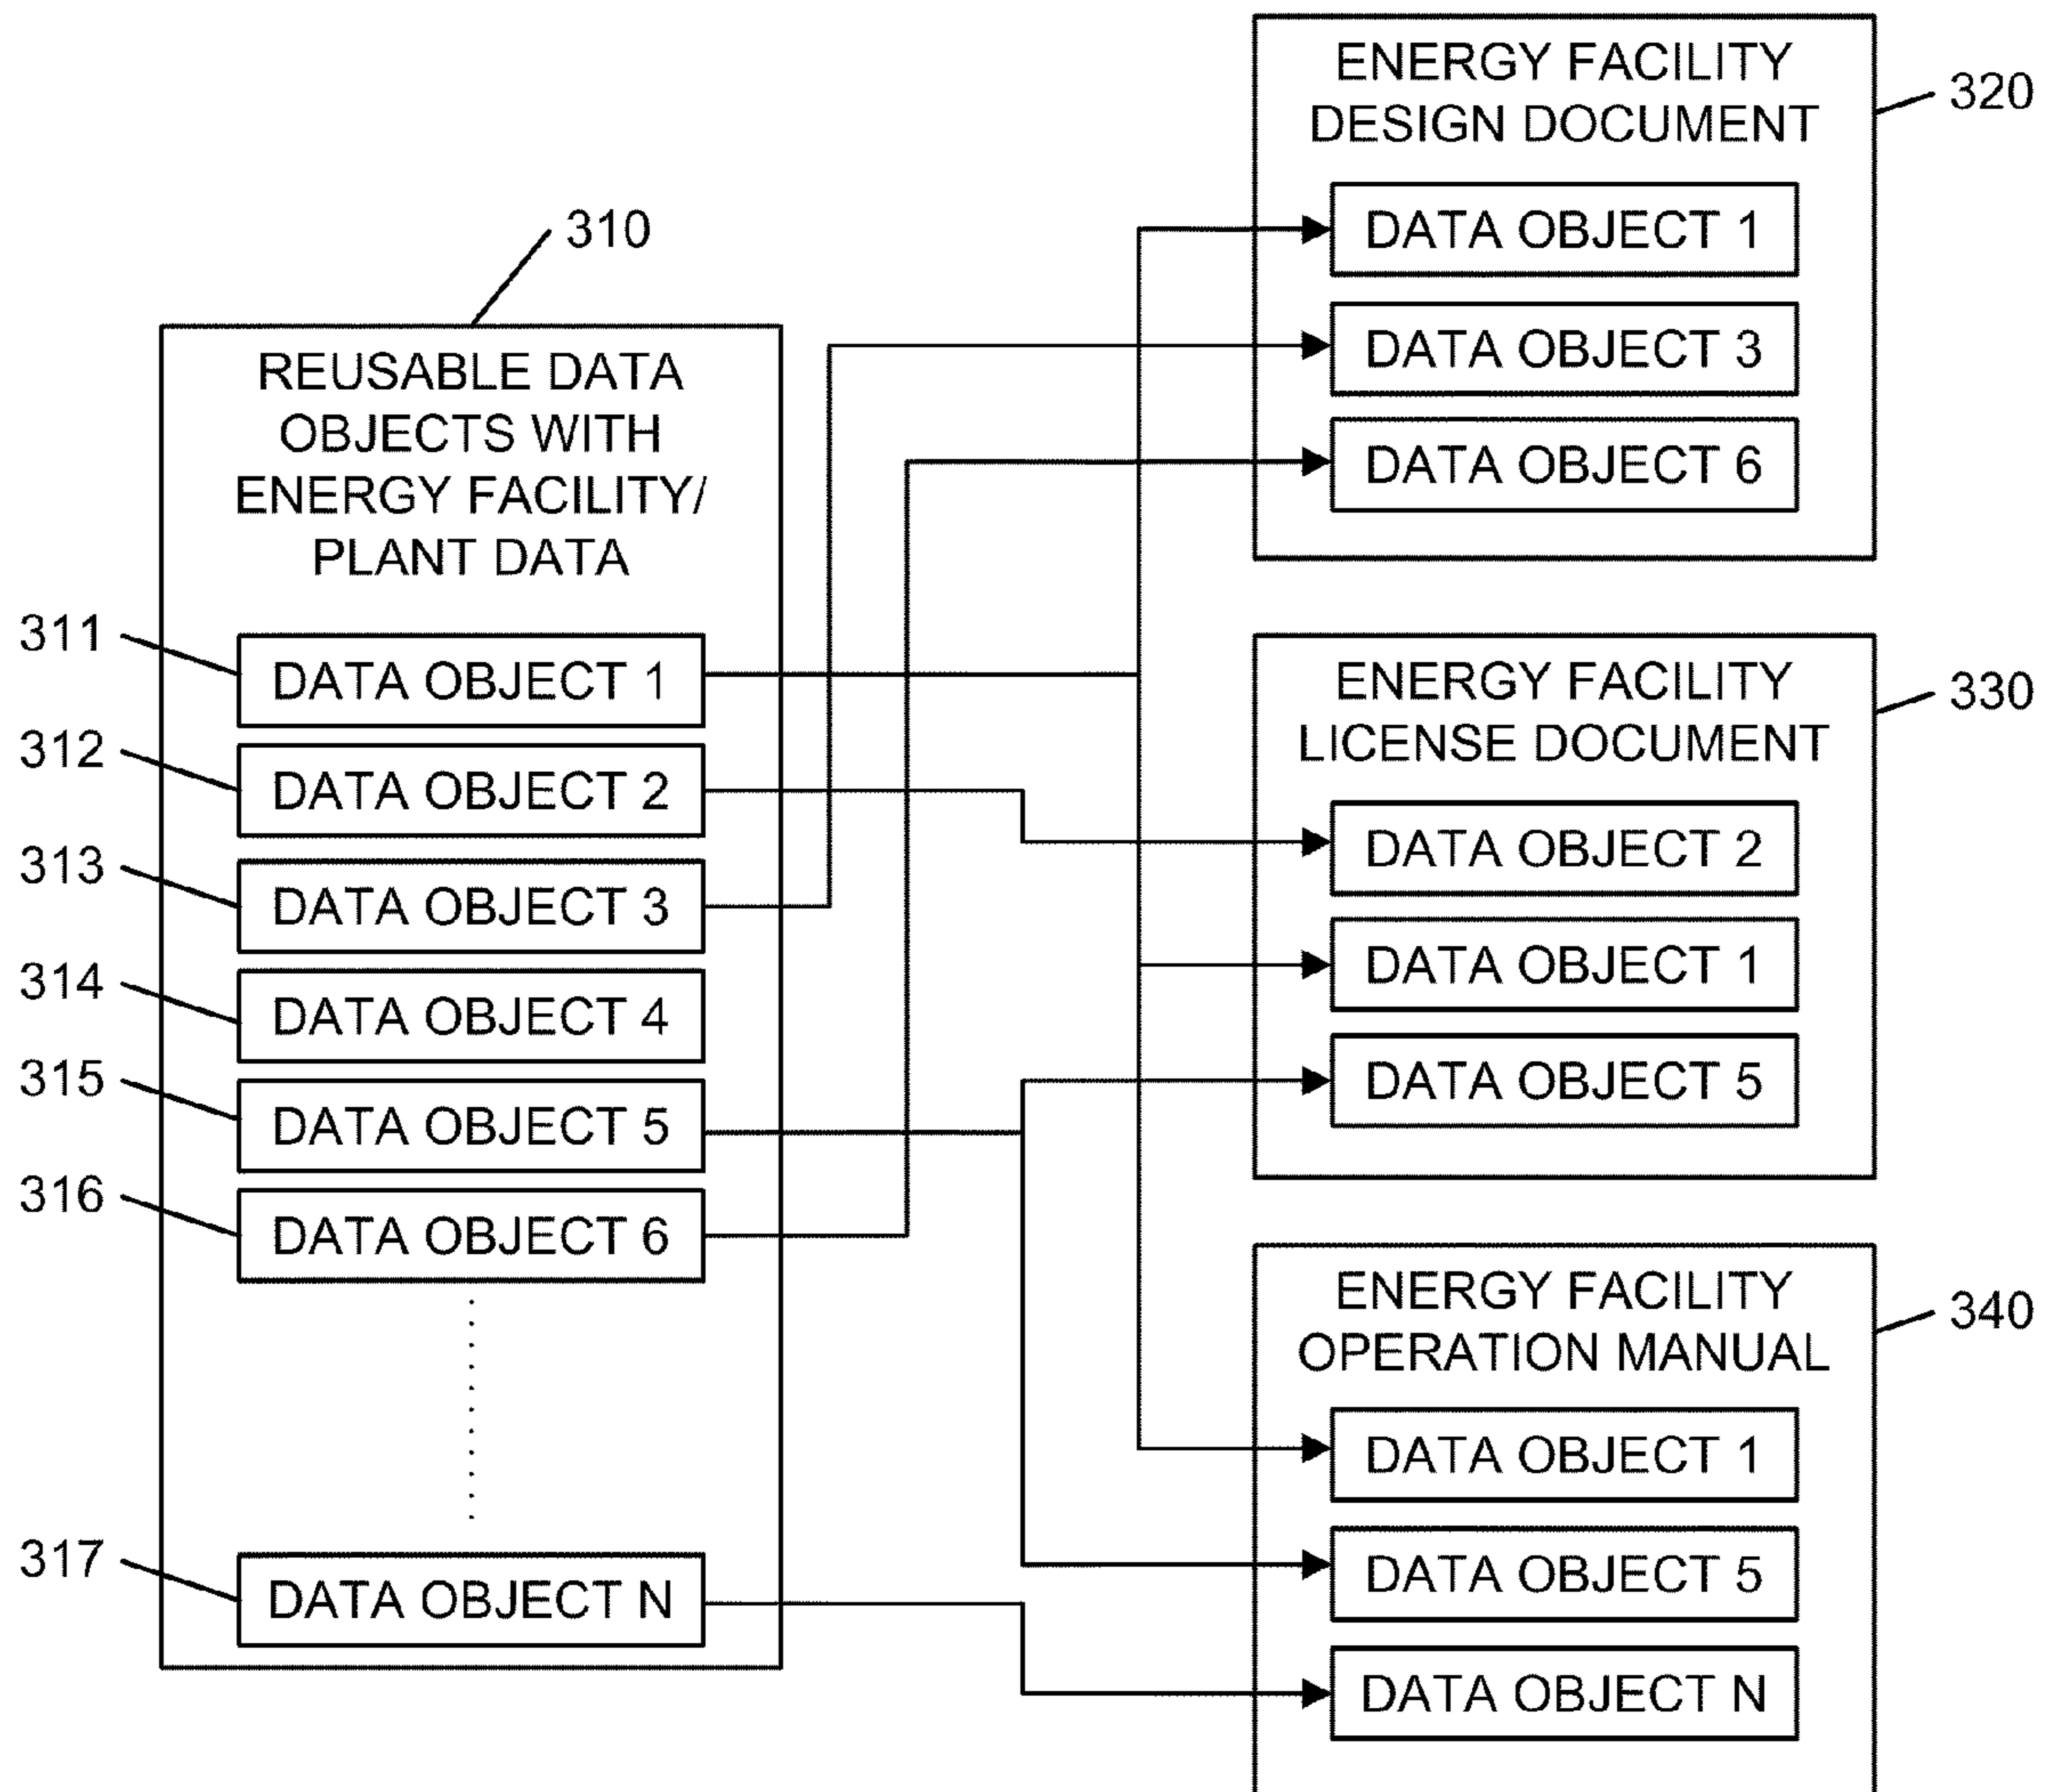 310
REUSABLE DATA
OBJECTS WITH
ENERGY FACILITY/
PLANT DATA
311
DATA OBJECT 1
312
DATA OBJECT 2
313
DATA OBJECT 3
314
DATA OBJECT 4
315
DATA OBJECT 5
316
DATA OBJECT 6
317
DATA OBJECT N
ENERGY FACILITY
DESIGN DOCUMENT
320
DATA OBJECT 1
DATA OBJECT 3
DATA OBJECT 6
ENERGY FACILITY
LICENSE DOCUMENT
330
DATA OBJECT 2
DATA OBJECT 1
DATA OBJECT 5
ENERGY FACILITY
OPERATION MANUAL
340
DATA OBJECT 1
DATA OBJECT 5
DATA OBJECT N